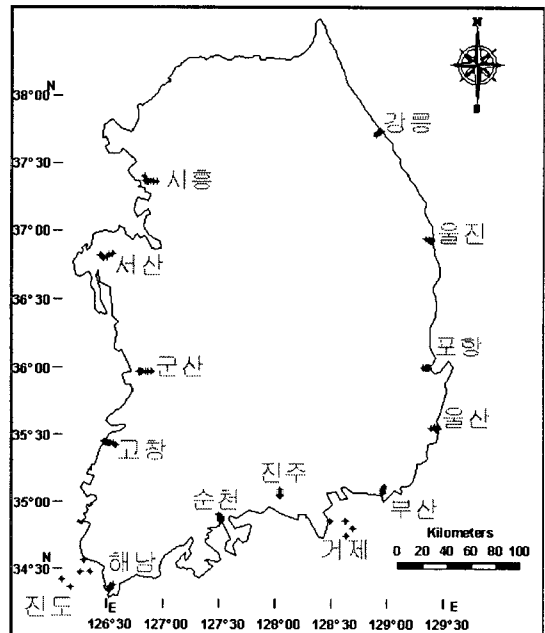 N
B
38°00' N
37°30'
37°00'
36°30'
36°00'
35°30'
35°00'
N
34°30'
강릉
시흥
울진
서산
포항
군산
울산
고창
진주
순천
부산
거제
해남
진도
Kilometers
0 20 40 60 80 100
E
126°30' 127°00' 127°30' 128°00' 128°30' 129°00' 129°30'
E